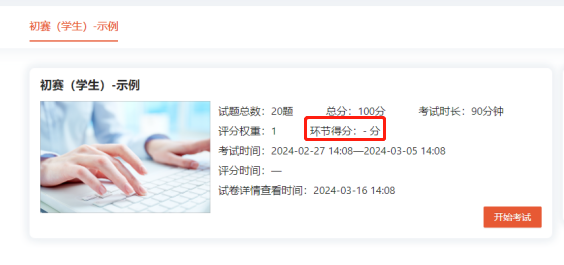 初赛（学生）-示例
初赛（学生）-示例
试题总数：20题 总分：100分 考试时长：90分钟
评分权重：1 环节得分：- 分
考试时间：2024-02-27 14:08—2024-03-05 14:08
评分时间：—
试卷详情查看时间：2024-03-16 14:08
开始考试